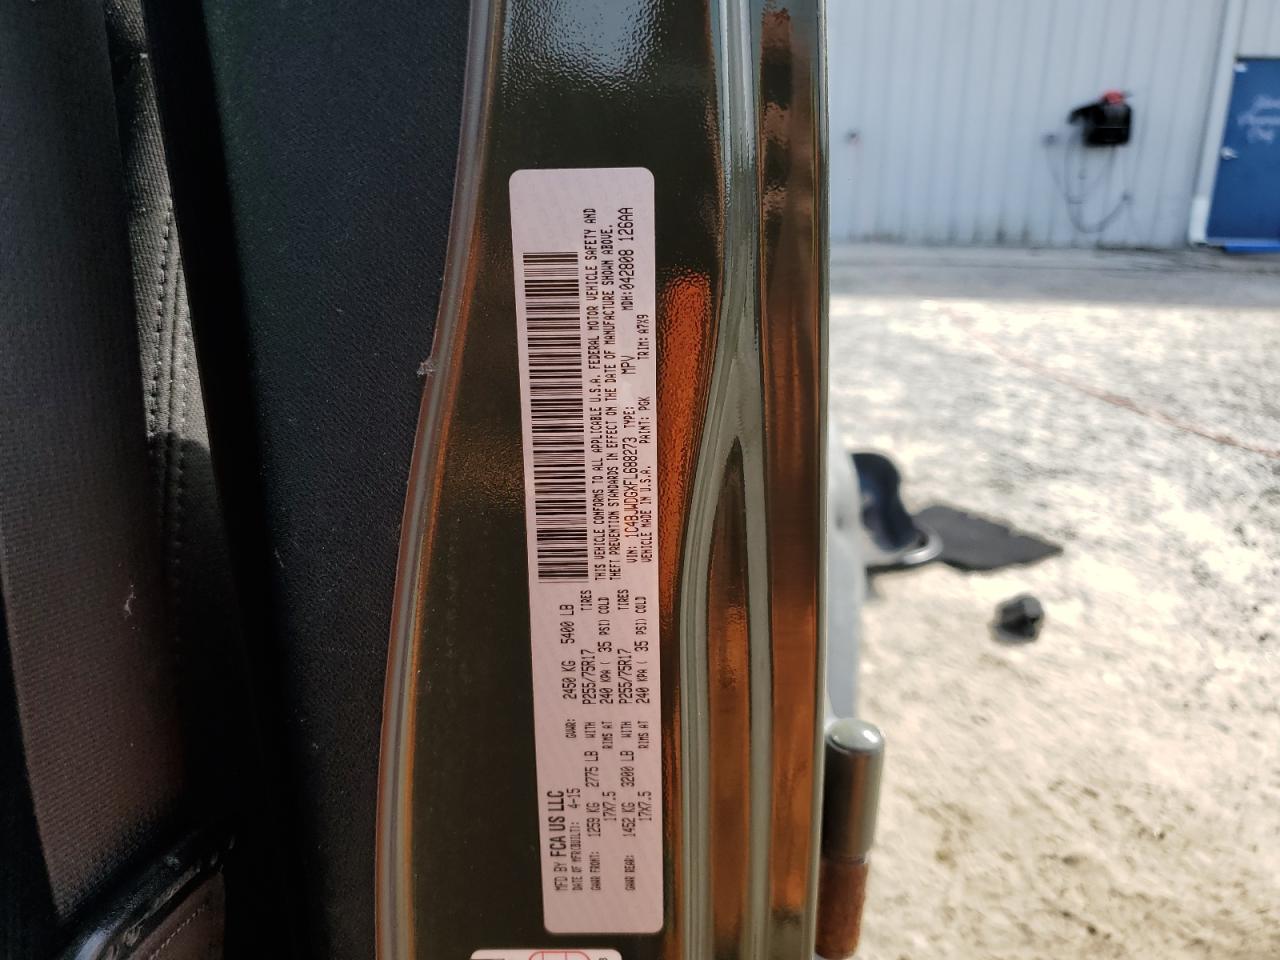 MFD BY FCA US LLC
DATE OF MFR(BUILT): 4-15 GVWR: 2450 KG 5400 LB
GAWR FRONT: 1259 KG 2775 LB WITH P255/75R17 TIRES
17X7.5 RIMS AT 240 KPA ( 35 PSI) COLD
GAWR REAR: 1452 KG 3200 LB WITH P255/75R17 TIRES
17X7.5 RIMS AT 240 KPA ( 35 PSI) COLD
THIS VEHICLE CONFORMS TO ALL APPLICABLE U.S.A. FEDERAL MOTOR VEHICLE SAFETY AND
THEFT PREVENTION STANDARDS IN EFFECT ON THE DATE OF MANUFACTURE SHOWN ABOVE.
VIN: 1C4BJWDGXFL688273 TYPE: MPV MDH:042808 126AA
VEHICLE MADE IN U.S.A. PAINT: PGK TRIM: A7X9